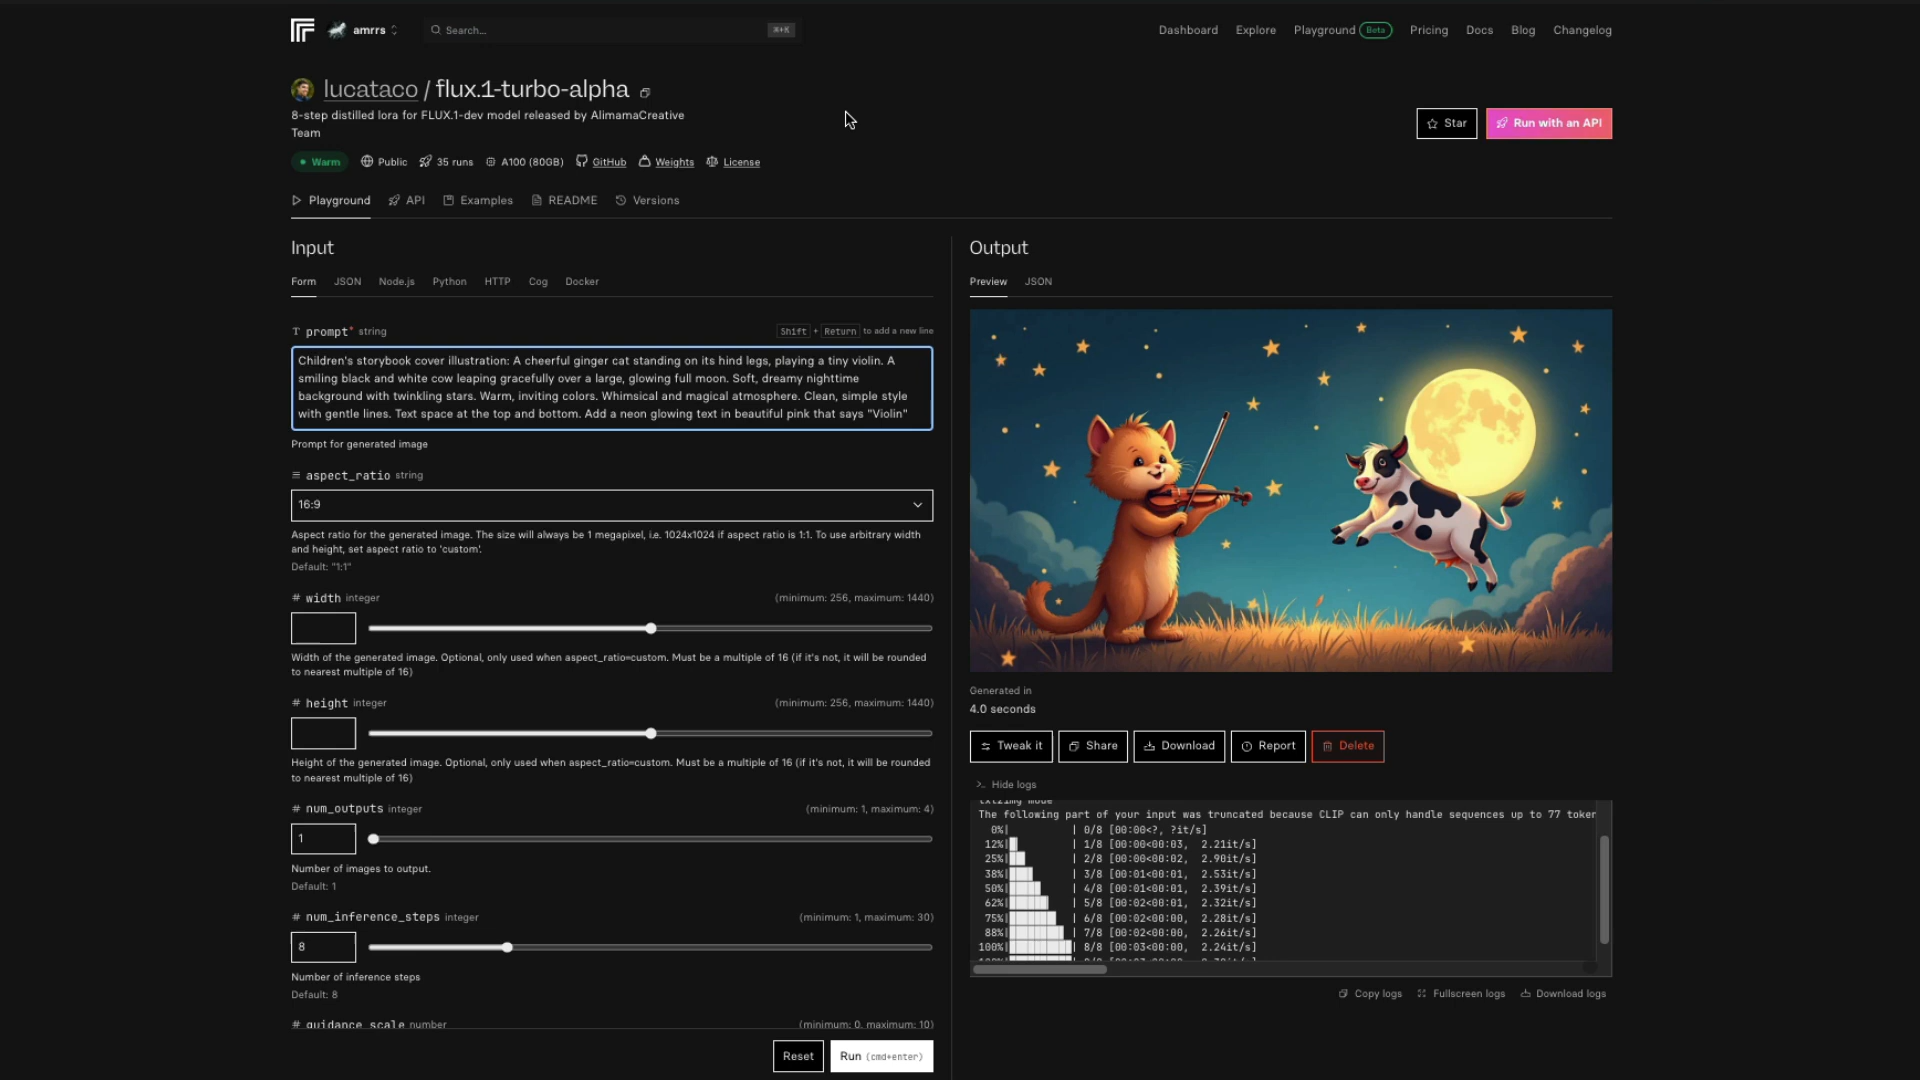 amrrs
Search...
⌘+K
Dashboard
Explore
Playground Beta
Pricing
Docs
Blog
Changelog
lucataco / flux.1-turbo-alpha
8-step distilled lora for FLUX.1-dev model released by AlimamaCreative
Team
Star
Run with an API
Warm
Public
35 runs
A100 (80GB)
GitHub
Weights
License
Playground
API
Examples
README
Versions
Input
Form
JSON
Node.js
Python
HTTP
Cog
Docker
prompt* string
Shift + Return to add a new line
Children's storybook cover illustration: A cheerful ginger cat standing on its hind legs, playing a tiny violin. A
smiling black and white cow leaping gracefully over a large, glowing full moon. Soft, dreamy nighttime
background with twinkling stars. Warm, inviting colors. Whimsical and magical atmosphere. Clean, simple style
with gentle lines. Text space at the top and bottom. Add a neon glowing text in beautiful pink that says "Violin"
Prompt for generated image
aspect_ratio string
16:9
Aspect ratio for the generated image. The size will always be 1 megapixel, i.e. 1024x1024 if aspect ratio is 1:1. To use arbitrary width
and height, set aspect ratio to 'custom'.
Default: "1:1"
# width integer
(minimum: 256, maximum: 1440)
Width of the generated image. Optional, only used when aspect_ratio=custom. Must be a multiple of 16 (if it's not, it will be rounded
to nearest multiple of 16)
# height integer
(minimum: 256, maximum: 1440)
Height of the generated image. Optional, only used when aspect_ratio=custom. Must be a multiple of 16 (if it's not, it will be rounded
to nearest multiple of 16)
# num_outputs integer
(minimum: 1, maximum: 4)
1
Number of images to output.
Default: 1
# num_inference_steps integer
(minimum: 1, maximum: 30)
8
Number of inference steps
Default: 8
# guidance_scale number
(minimum: 0, maximum: 10)
Reset
Run (cmd+enter)
Output
Preview
JSON
Generated in
4.0 seconds
Tweak it
Share
Download
Report
Delete
Hide logs
txt2img mode
The following part of your input was truncated because CLIP can only handle sequences up to 77 token
0%| | 0/8 [00:00<?, ?it/s]
12%| | 1/8 [00:00<00:03, 2.21it/s]
25%| | 2/8 [00:00<00:02, 2.90it/s]
38%| | 3/8 [00:01<00:01, 2.53it/s]
50%| | 4/8 [00:01<00:01, 2.39it/s]
62%| | 5/8 [00:02<00:01, 2.32it/s]
75%| | 6/8 [00:02<00:00, 2.28it/s]
88%| | 7/8 [00:02<00:00, 2.26it/s]
100%| | 8/8 [00:03<00:00, 2.24it/s]
Copy logs
Fullscreen logs
Download logs